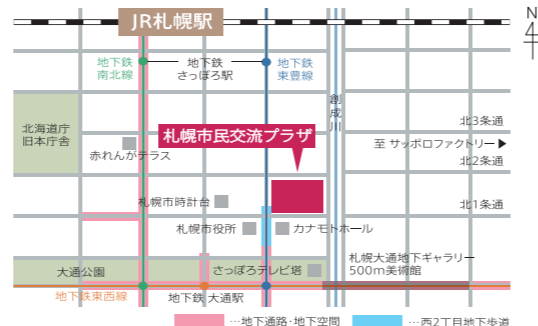 JR札幌駅
N
4
地下鉄
南北線
地下鉄
さっぽろ駅
地下鉄
東豊線
創成川
北海道庁
旧本庁舎
赤れんがテラス
札幌市民交流プラザ
北3条通
至 サッポロファクトリー▶
北2条通
札幌市時計台
北1条通
札幌市役所
カナモトホール
大通公園
さっぽろテレビ塔
札幌大通地下ギャラリー
500m美術館
地下鉄東西線
地下鉄 大通駅
…地下通路・地下空間
…西2丁目地下歩道